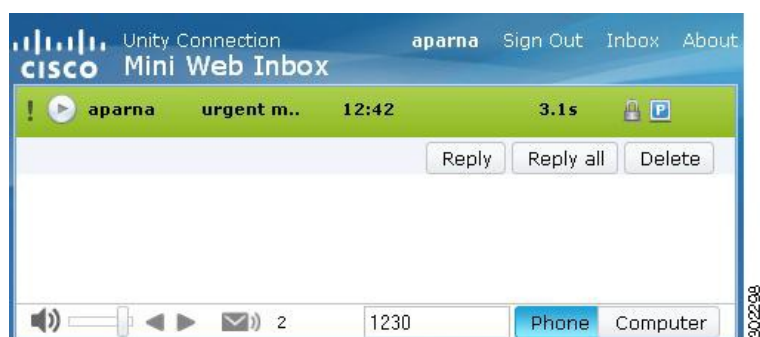 Unity Connection aparna Sign Out Inbox About
CISCO Mini Web Inbox
! aparna urgent m.. 12:42 3.1s P
Reply Reply all Delete
2 1230 Phone Computer
302298